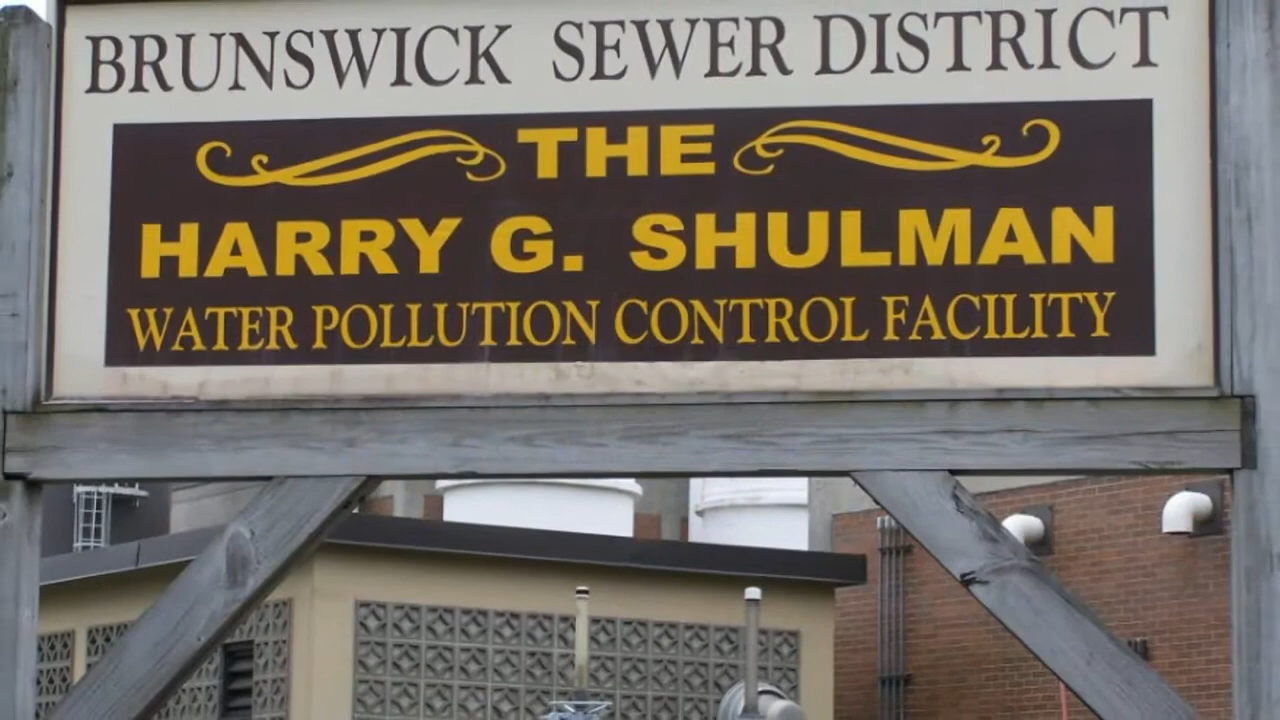 BRUNSWICK SEWER DISTRICT
THE
HARRY G. SHULMAN
WATER POLLUTION CONTROL FACILITY